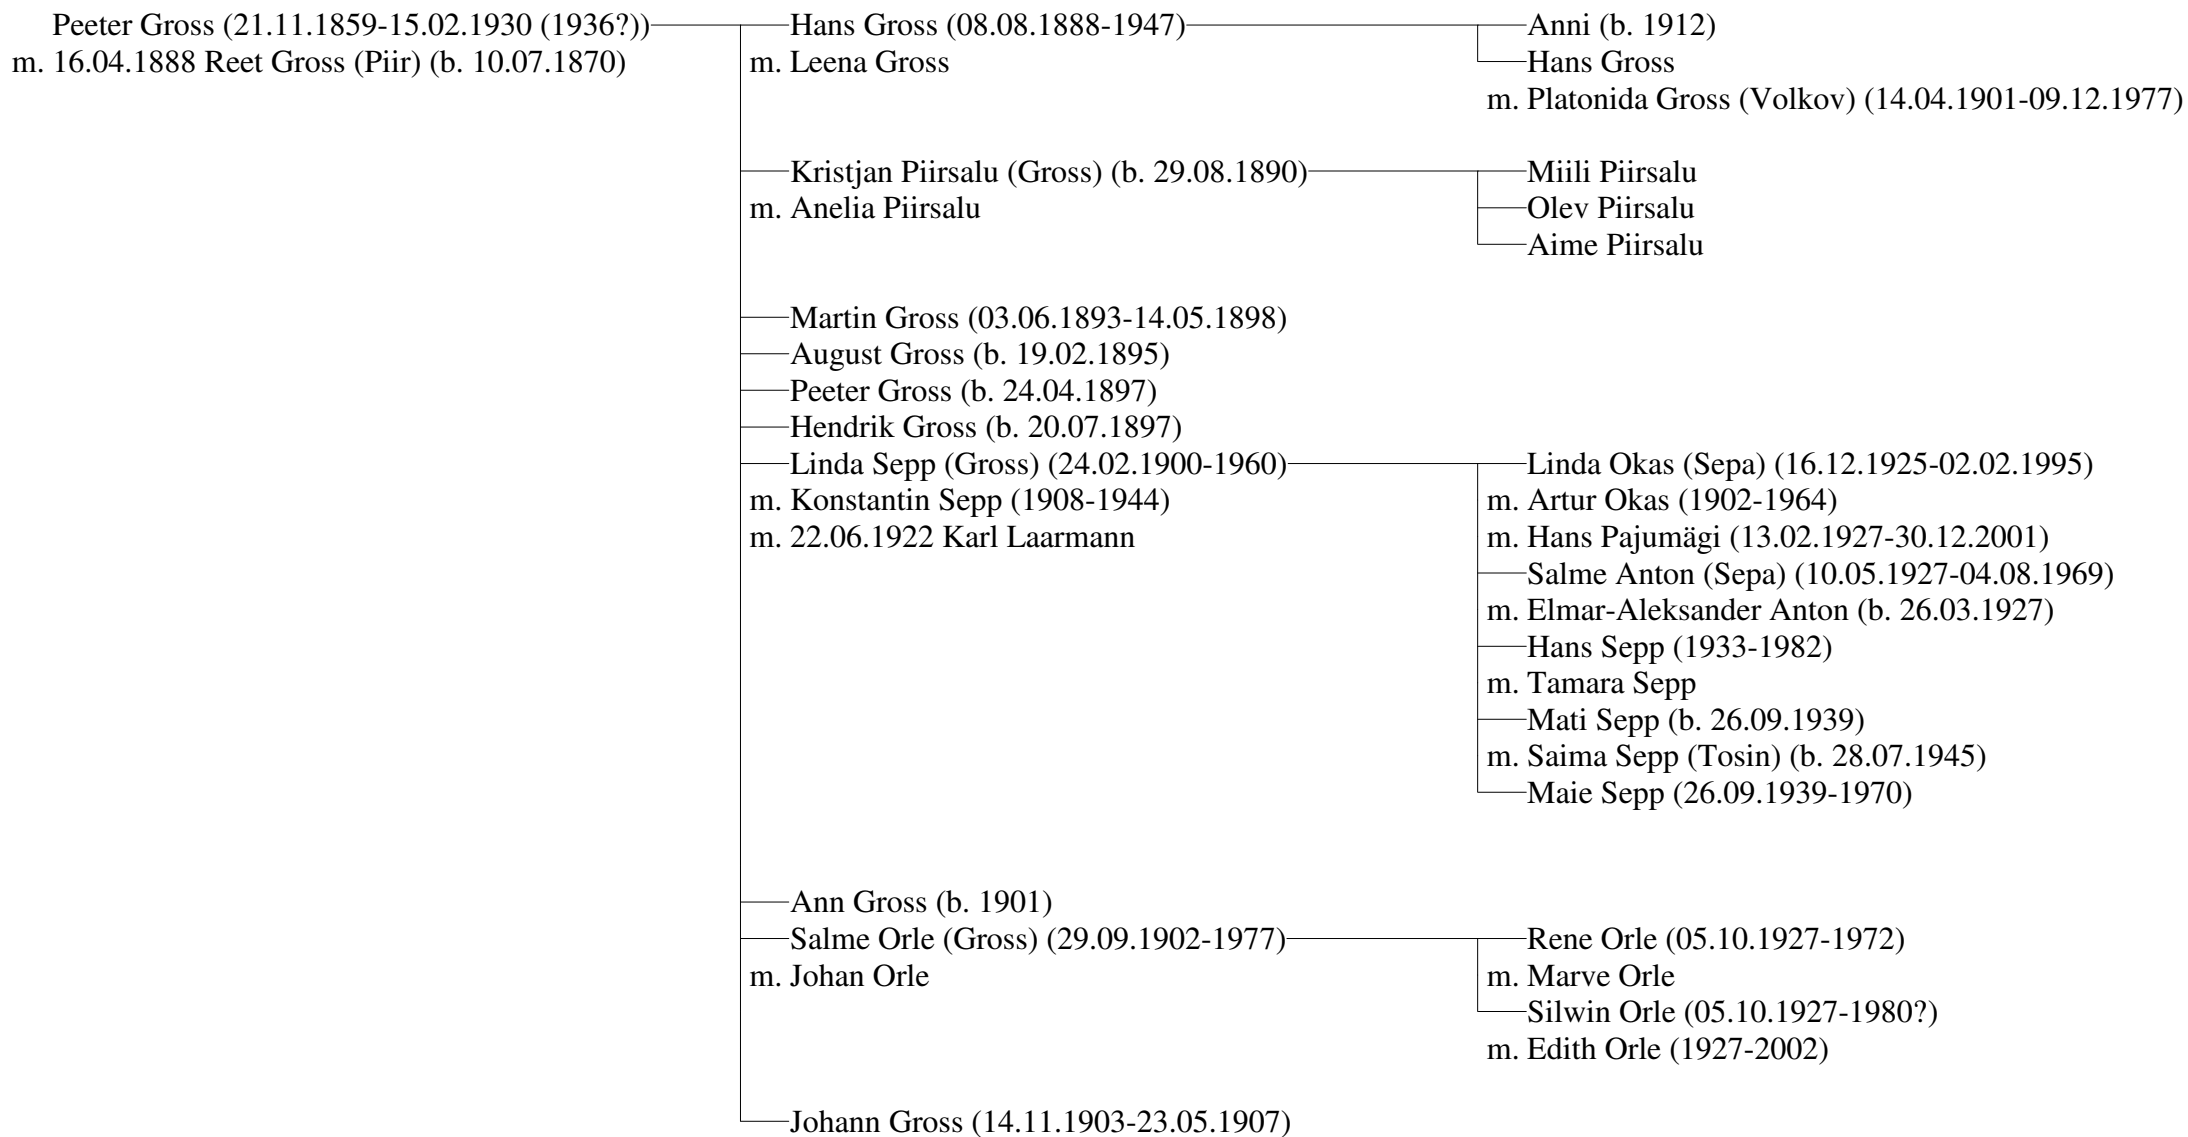 Peeter Gross (21.11.1859-15.02.1930 (1936?))
m. 16.04.1888 Reet Gross (Piir) (b. 10.07.1870)
Hans Gross (08.08.1888-1947)
m. Leena Gross
Anni (b. 1912)
Hans Gross
m. Platonida Gross (Volkov) (14.04.1901-09.12.1977)
Kristjan Piirsalu (Gross) (b. 29.08.1890)
m. Anelia Piirsalu
Miili Piirsalu
Olev Piirsalu
Aime Piirsalu
Martin Gross (03.06.1893-14.05.1898)
August Gross (b. 19.02.1895)
Peeter Gross (b. 24.04.1897)
Hendrik Gross (b. 20.07.1897)
Linda Sepp (Gross) (24.02.1900-1960)
m. Konstantin Sepp (1908-1944)
m. 22.06.1922 Karl Laarmann
Linda Okas (Sepa) (16.12.1925-02.02.1995)
m. Artur Okas (1902-1964)
m. Hans Pajumägi (13.02.1927-30.12.2001)
Salme Anton (Sepa) (10.05.1927-04.08.1969)
m. Elmar-Aleksander Anton (b. 26.03.1927)
Hans Sepp (1933-1982)
m. Tamara Sepp
Mati Sepp (b. 26.09.1939)
m. Saima Sepp (Tosin) (b. 28.07.1945)
Maie Sepp (26.09.1939-1970)
Ann Gross (b. 1901)
Salme Orle (Gross) (29.09.1902-1977)
m. Johan Orle
Rene Orle (05.10.1927-1972)
m. Marve Orle
Silwin Orle (05.10.1927-1980?)
m. Edith Orle (1927-2002)
Johann Gross (14.11.1903-23.05.1907)